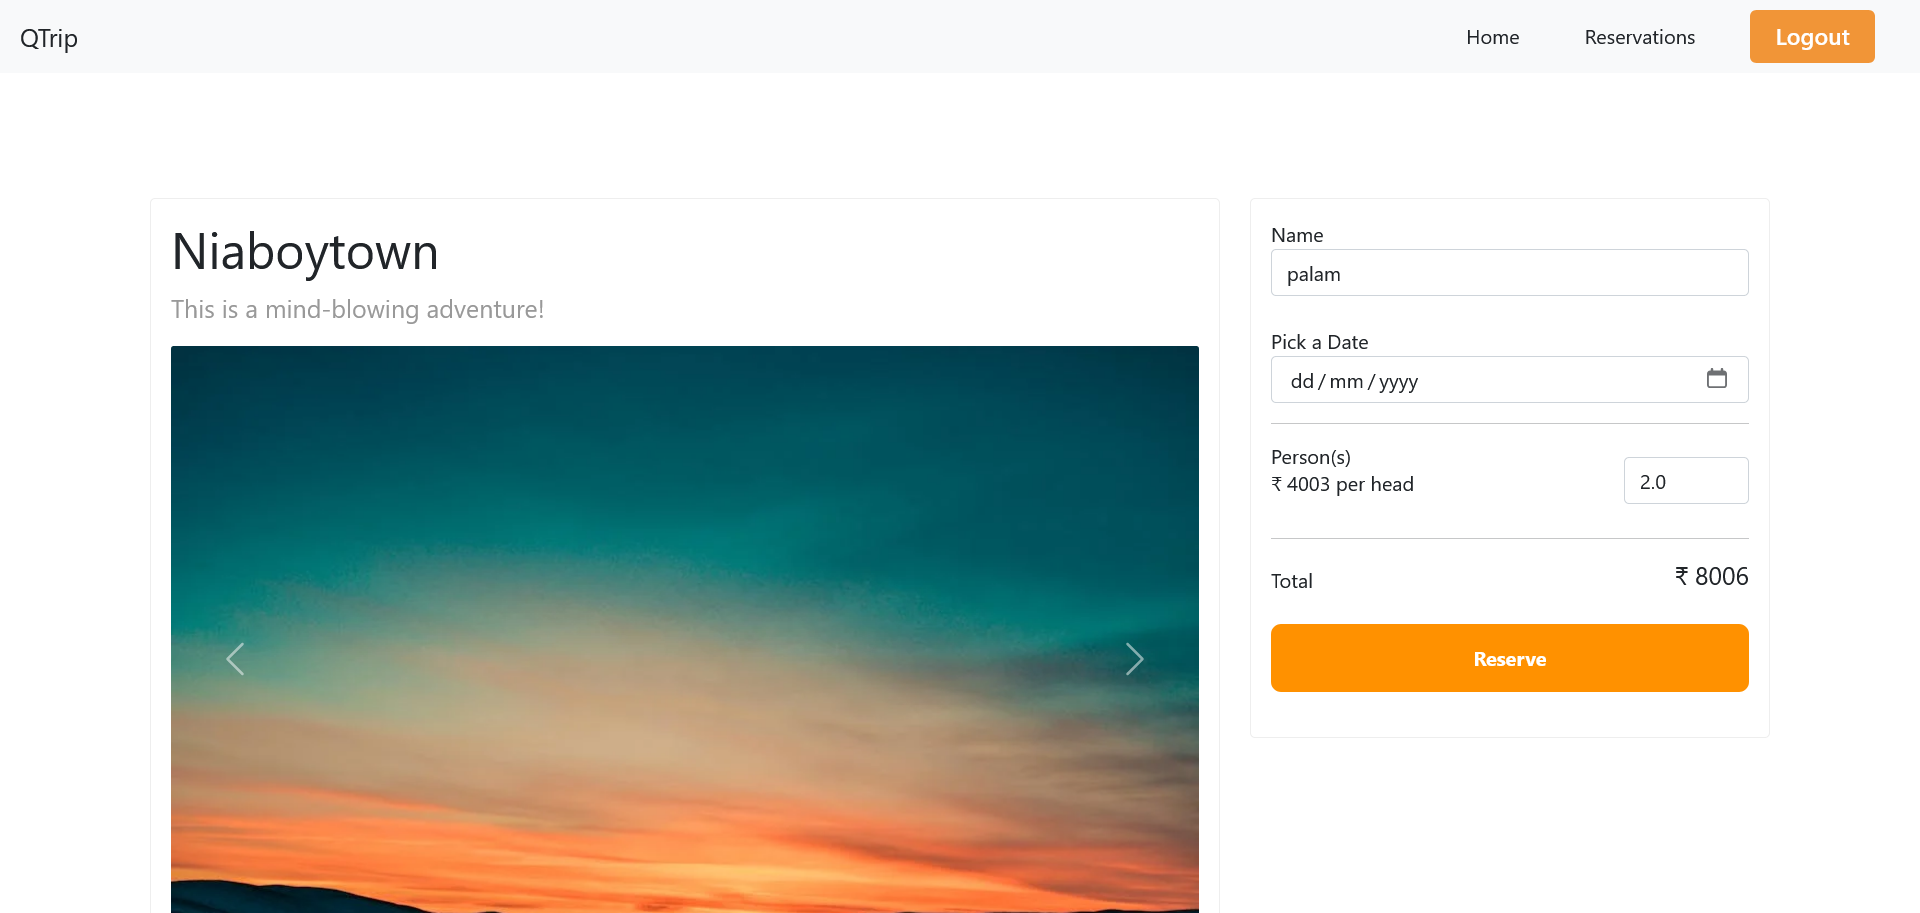 QTrip
Home
Reservations
Logout
Niaboytown
This is a mind-blowing adventure!
Name
palam
Pick a Date
dd/mm/yyyy
Person(s)
₹ 4003 per head
2.0
Total
₹ 8006
Reserve